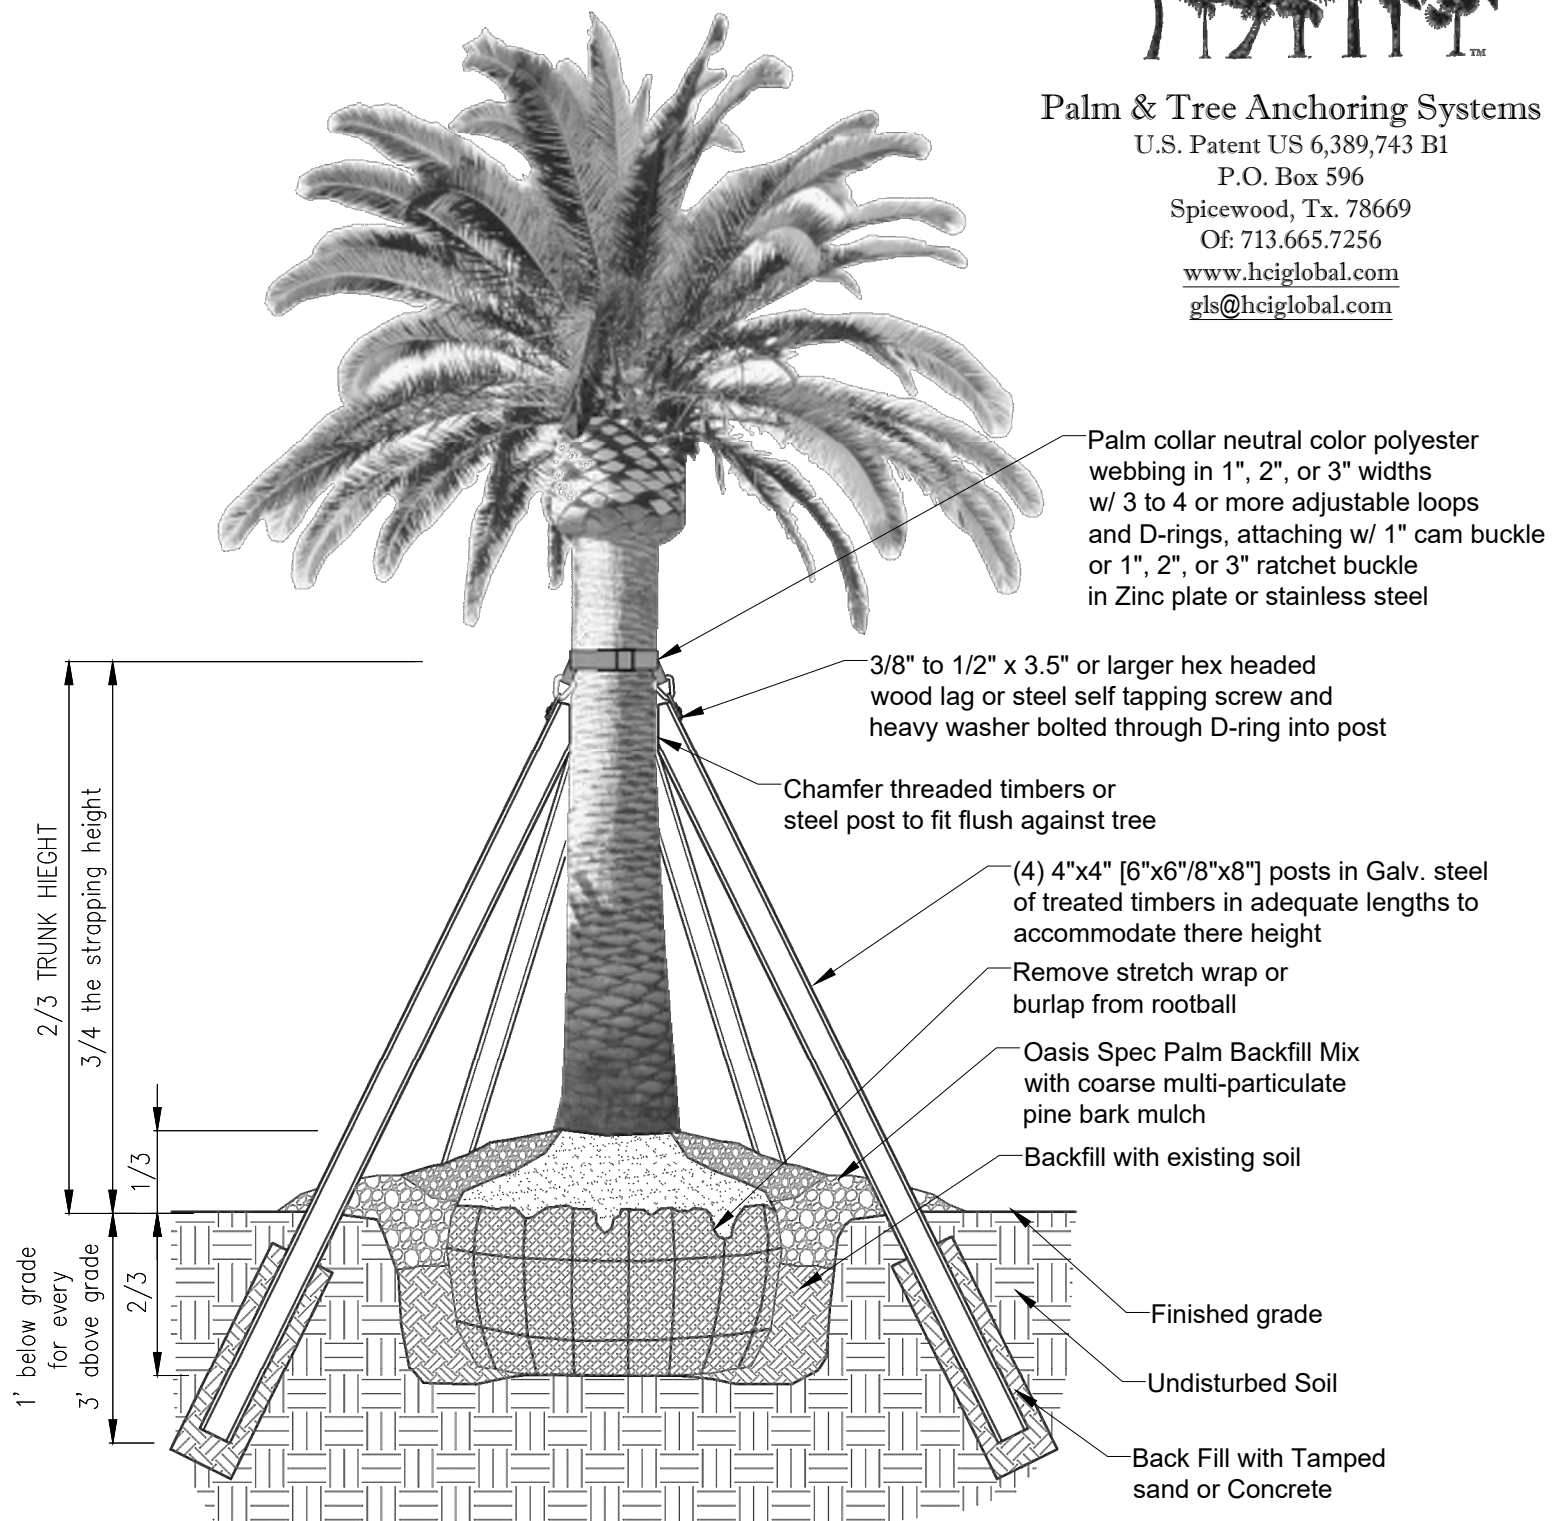 TM
Palm & Tree Anchoring Systems
U.S. Patent US 6,389,743 B1
P.O. Box 596
Spicewood, Tx. 78669
Of: 713.665.7256
www.hciglobal.com
gls@hciglobal.com
Palm collar neutral color polyester
webbing in 1", 2", or 3" widths
w/ 3 to 4 or more adjustable loops
and D-rings, attaching w/ 1" cam buckle
or 1", 2", or 3" ratchet buckle
in Zinc plate or stainless steel
3/8" to 1/2" x 3.5" or larger hex headed
wood lag or steel self tapping screw and
heavy washer bolted through D-ring into post
Chamfer threaded timbers or
steel post to fit flush against tree
(4) 4"x4" [6"x6"/8"x8"] posts in Galv. steel
of treated timbers in adequate lengths to
accommodate there height
Remove stretch wrap or
burlap from rootball
Oasis Spec Palm Backfill Mix
with coarse multi-particulate
pine bark mulch
Backfill with existing soil
Finished grade
Undisturbed Soil
Back Fill with Tamped
sand or Concrete
2/3 TRUNK HIEGHT
3/4 the strapping height
1/3
2/3
1' below grade
for every
3' above grade